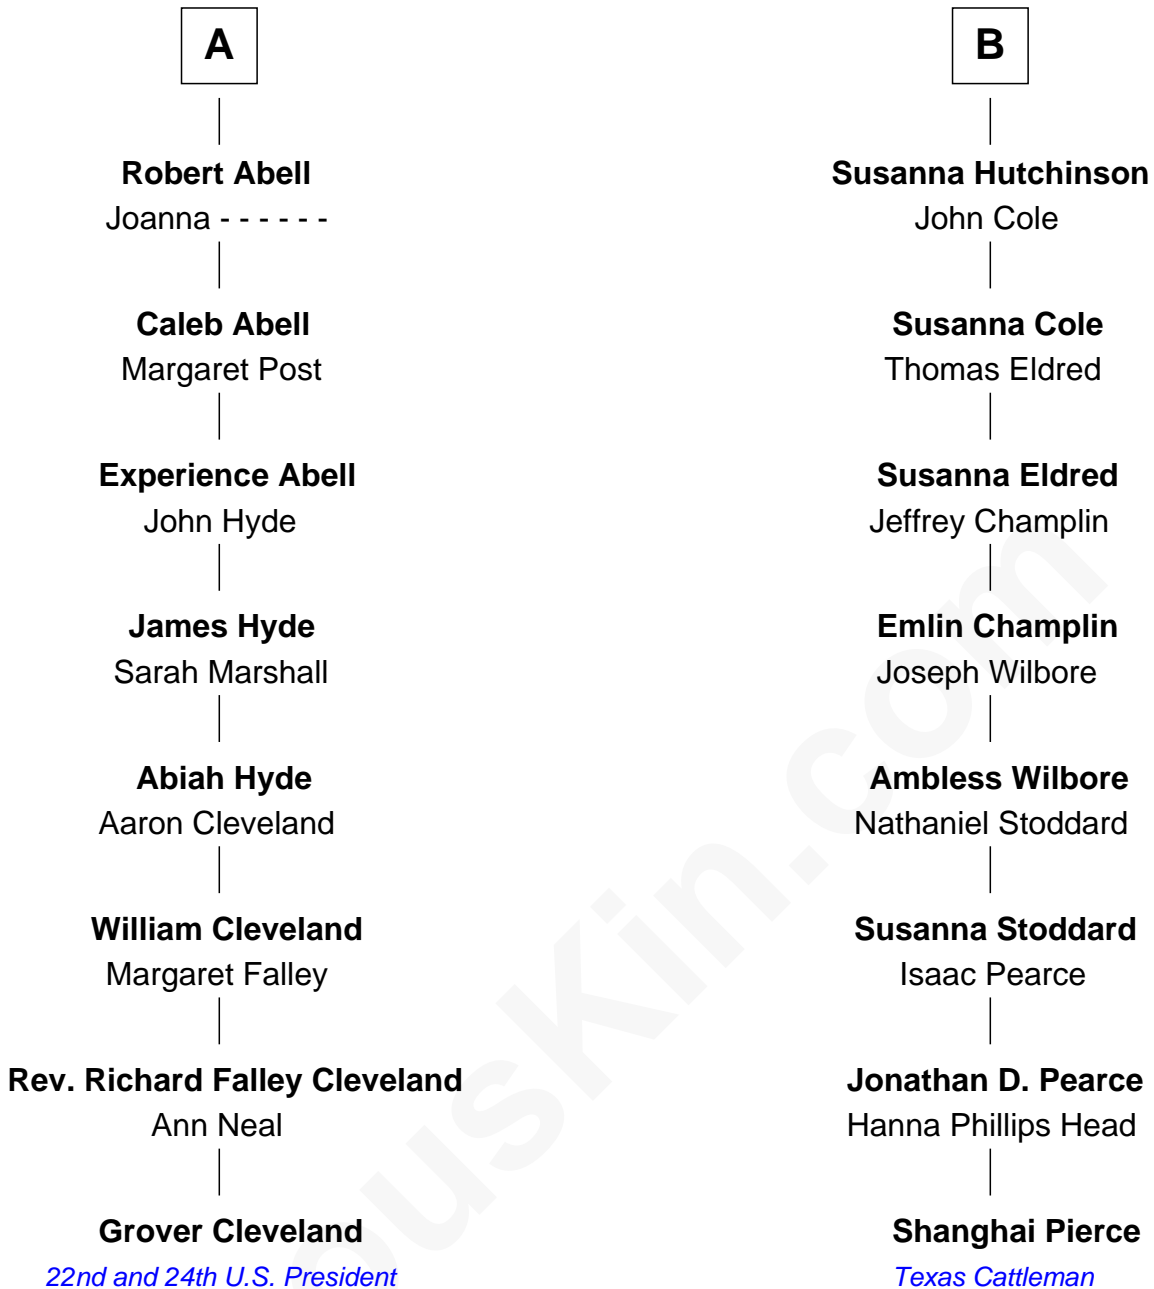 A
Robert Abell
Joanna - - - - - -
Caleb Abell
Margaret Post
Experience Abell
John Hyde
James Hyde
Sarah Marshall
Abiah Hyde
Aaron Cleveland
William Cleveland
Margaret Falley
Rev. Richard Falley Cleveland
Ann Neal
Grover Cleveland
22nd and 24th U.S. President
B
Susanna Hutchinson
John Cole
Susanna Cole
Thomas Eldred
Susanna Eldred
Jeffrey Champlin
Emlin Champlin
Joseph Wilbore
Ambless Wilbore
Nathaniel Stoddard
Susanna Stoddard
Isaac Pearce
Jonathan D. Pearce
Hanna Phillips Head
Shanghai Pierce
Texas Cattleman
ousKin.com